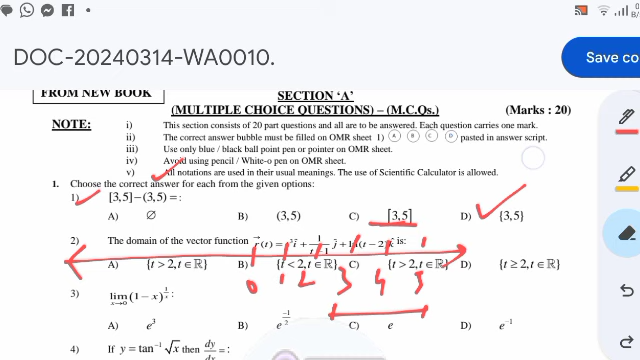 DOC-20240314-WA0010.
Save co
FROM NEW BOOK
SECTION 'A'
(MULTIPLE CHOICE QUESTIONS) – (M.C.Qs.) (Marks : 20)
NOTE: i) This section consists of 20 part questions and all are to be answered. Each question carries one mark.
ii) The correct answer bubble must be filled on OMR sheet 1) A B C D pasted in answer script.
iii) Use only blue / black ball point pen or pointer on OMR sheet.
iv) Avoid using pencil / White-o pen on OMR sheet.
v) All notations are used in their usual meanings. The use of Scientific Calculator is allowed.
1. Choose the correct answer for each from the given options:
1) [3,5]–(3,5) =:
A) ∅ B) (3,5) C) [3,5] D) {3,5}
2) The domain of the vector function is:
A) {t>2,t∈ℝ} B) {t<2,t∈ℝ} C) {t>2,t∈ℝ} D) {t≥2,t∈ℝ}
0 1 2 3 4 5
3) lim x→0 (1−x)^{1/x}:
A) e³ B) C) e D) e⁻¹
4) If y = tan⁻¹ √x then dy/dx = :